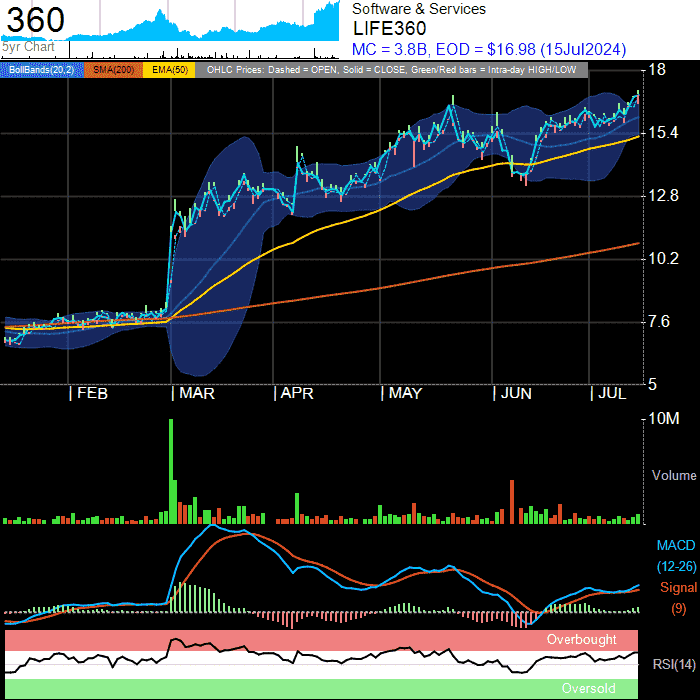 360
5yr Chart
Software & Services
LIFE360
MC = 3.8B, EOD = $16.98 (15Jul2024)
BollBands(20,2) SMA(200) EMA(50) OHLC Prices: Dashed = OPEN, Solid = CLOSE, Green/Red bars = Intra-day HIGH/LOW
18
15.4
12.8
10.2
7.6
5
| FEB | MAR | APR | MAY | JUN | JUL
10M
Volume
MACD
(12-26)
Signal
(9)
Overbought
RSI(14)
Oversold